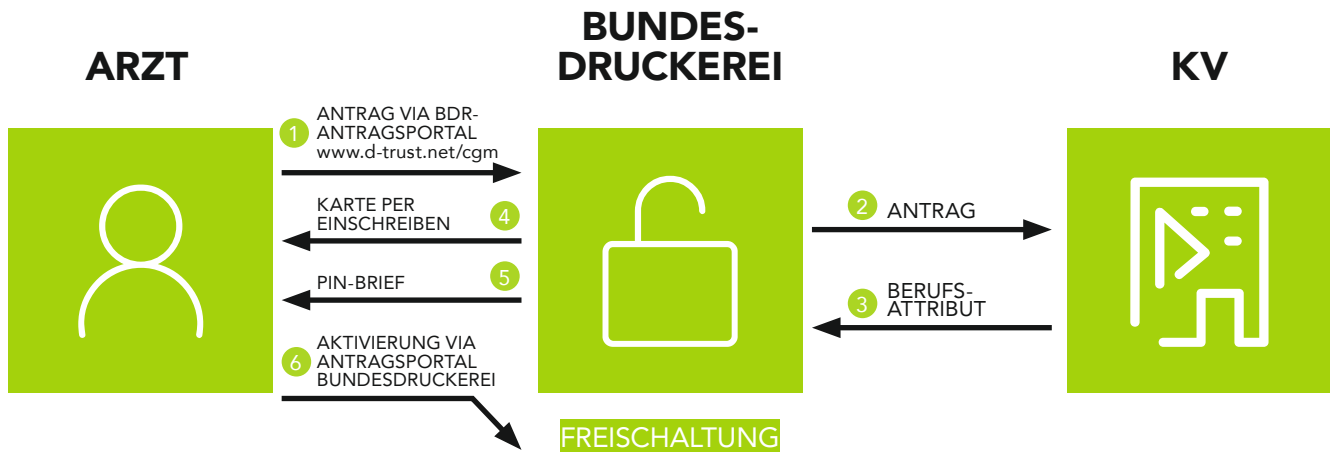 ARZT
BUNDES-
DRUCKEREI
KV
1
ANTRAG VIA BDR-
ANTRAGSPORTAL
www.d-trust.net/cgm
2 ANTRAG
3
BERUFS-
ATTRIBUT
KARTE PER
EINSCHREIBEN
4
PIN-BRIEF
5
6
AKTIVIERUNG VIA
ANTRAGSPORTAL
BUNDESDRUCKEREI
FREISCHALTUNG